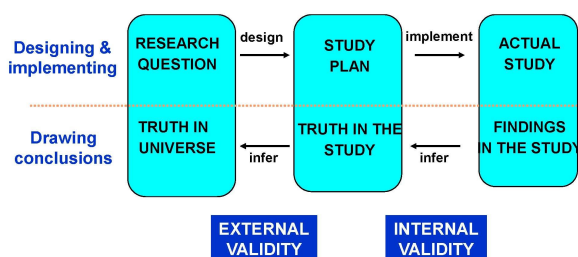 Designing &
implementing
RESEARCH
QUESTION
design
STUDY
PLAN
implement
ACTUAL
STUDY
Drawing
conclusions
TRUTH IN
UNIVERSE
infer
TRUTH IN THE
STUDY
infer
FINDINGS
IN THE STUDY
EXTERNAL
VALIDITY
INTERNAL
VALIDITY